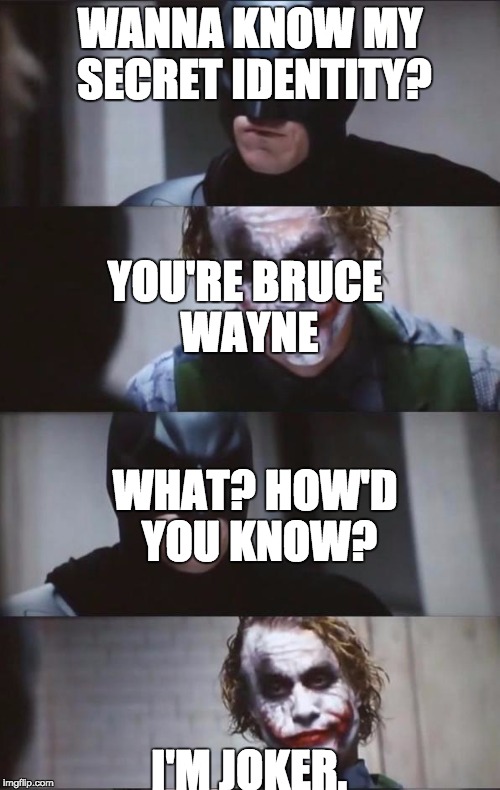 WANNA KNOW MY
SECRET IDENTITY?
YOU'RE BRUCE
WAYNE
WHAT? HOW'D
YOU KNOW?
I'M JOKER.
imgflip.com